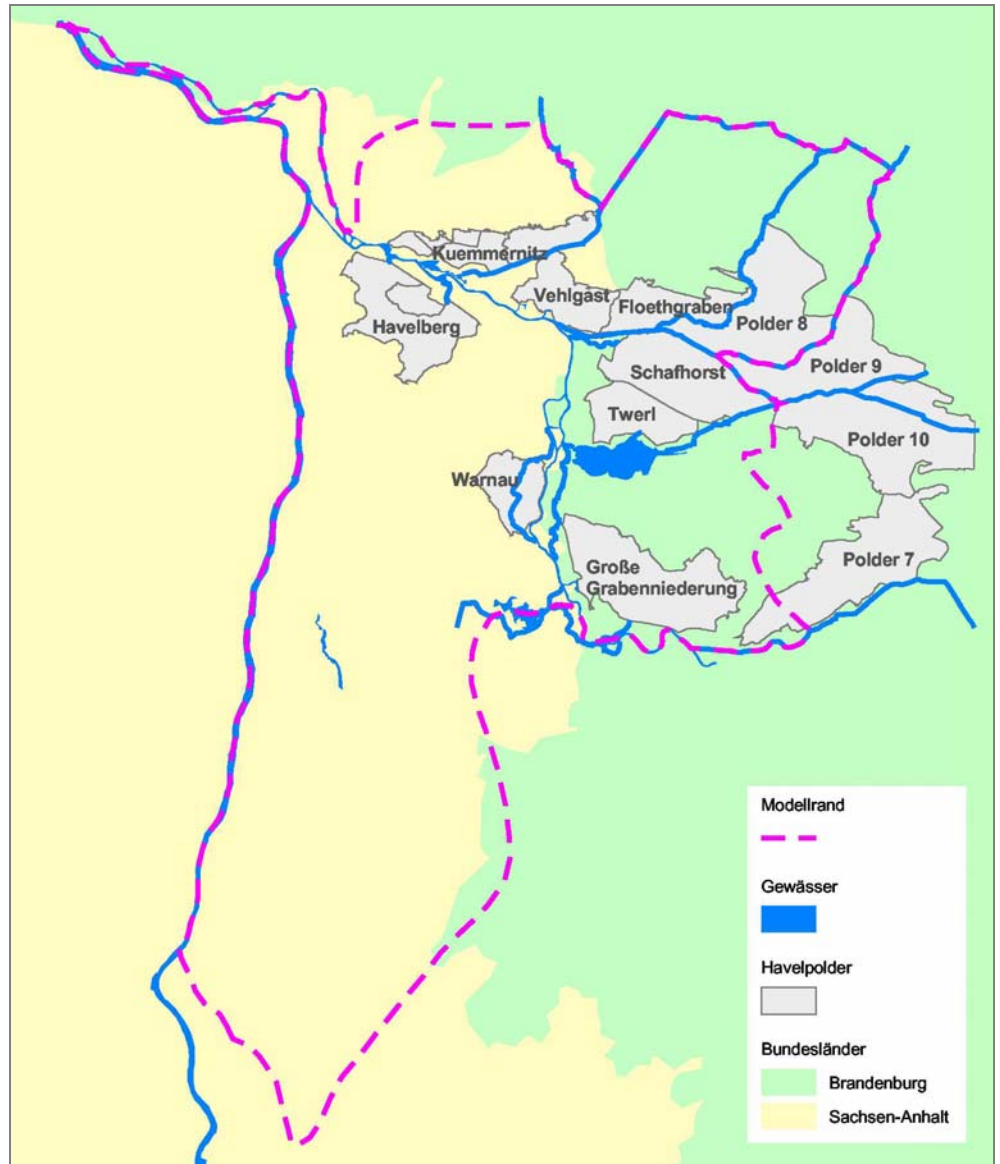 Kuemmernitz
Vehlgast
Floethgraben
Polder 8
Havelberg
Polder 9
Schafhorst
Twerl
Polder 10
Warnau
Polder 7
Große
Grabenniederung
Modellrand
Gewässer
Havelpolder
Bundesländer
Brandenburg
Sachsen-Anhalt